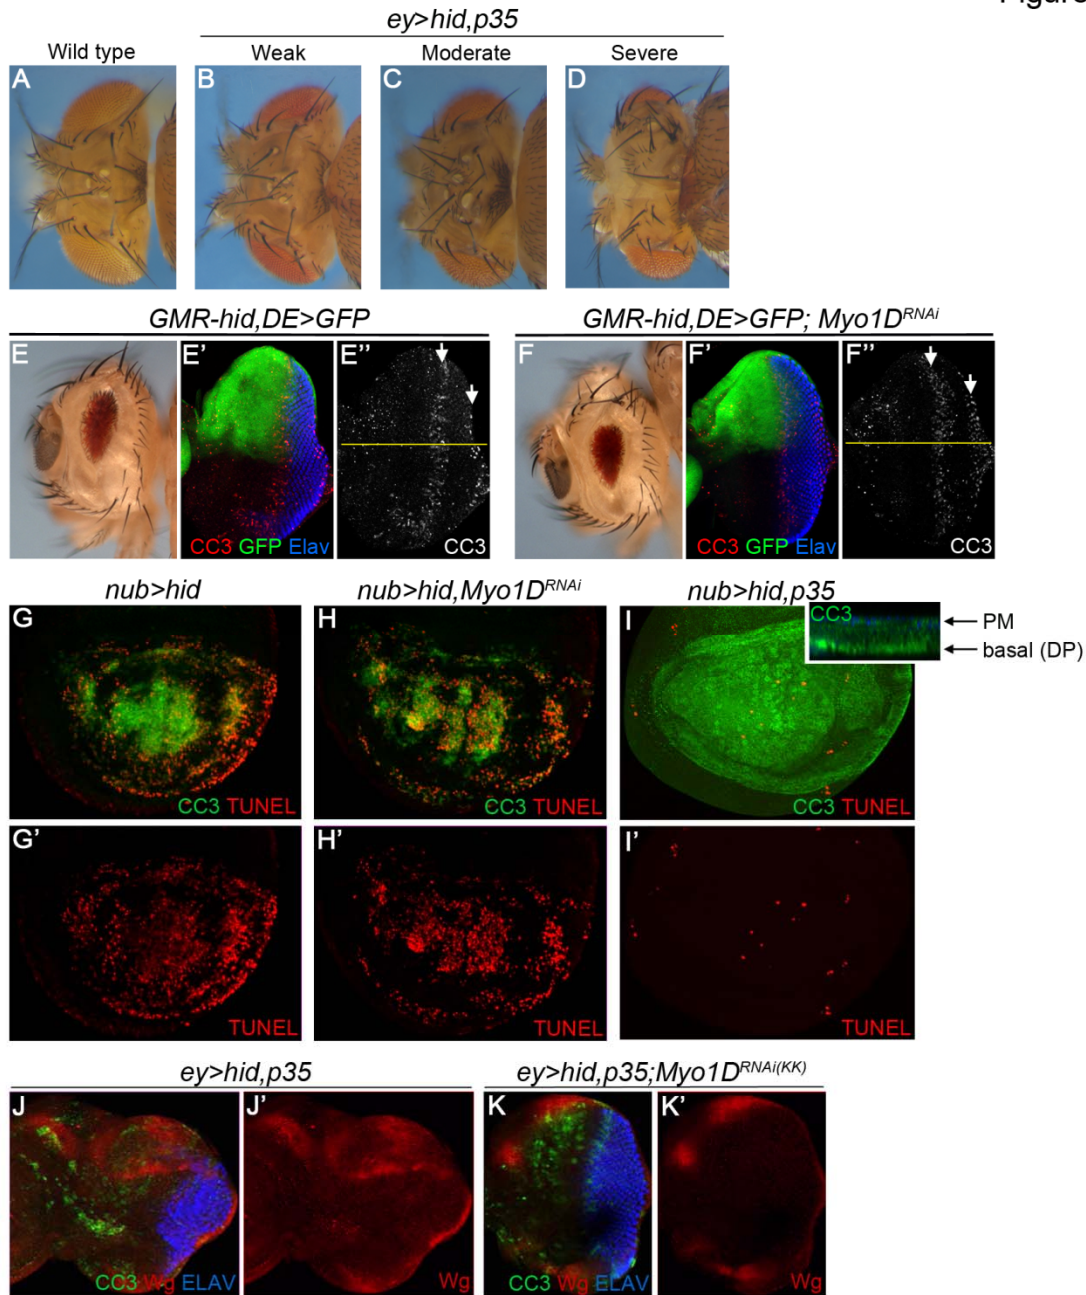 Figure
ey>hid,p35
Wild type Weak Moderate Severe
A B C D
GMR-hid,DE>GFP GMR-hid,DE>GFP; Myo1D^RNAi
E E' E'' F F' F''
CC3 GFP Elav CC3 CC3 GFP Elav CC3
nub>hid nub>hid,Myo1D^RNAi nub>hid,p35
G H I CC3 PM
basal (DP)
CC3 TUNEL CC3 TUNEL CC3 TUNEL
G' H' I'
TUNEL TUNEL TUNEL
ey>hid,p35 ey>hid,p35;Myo1D^RNAi(KK)
J J' K K'
CC3 Wg ELAV Wg CC3 Wg ELAV Wg